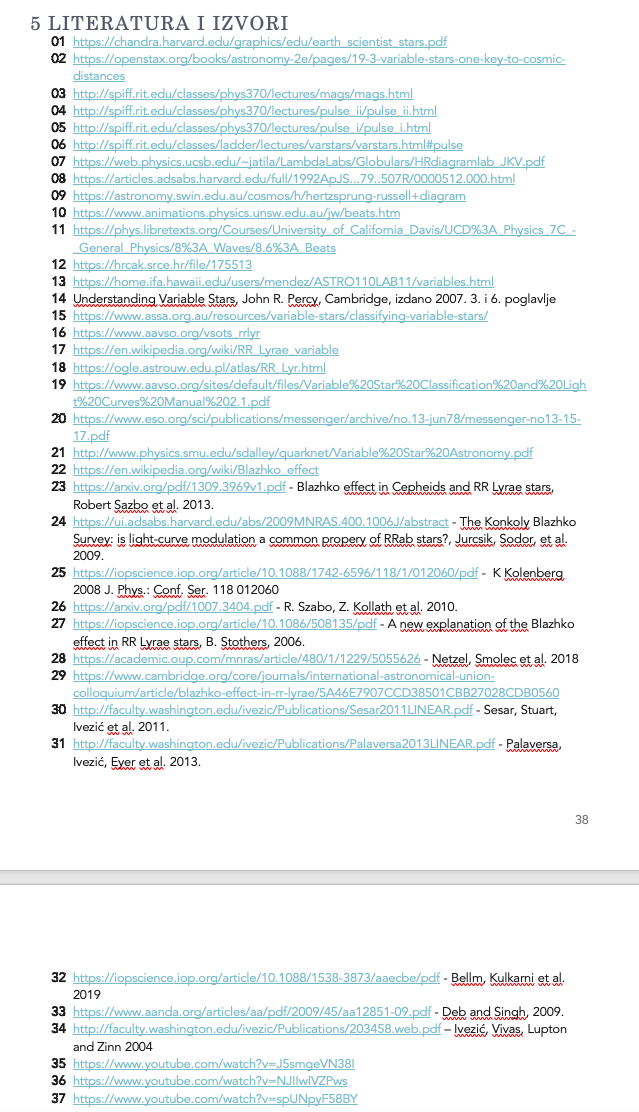 5 LITERATURA I IZVORI
01 https://chandra.harvard.edu/graphics/edu/earth_scientist_stars.pdf
02 https://openstax.org/books/astronomy-2e/pages/19-3-variable-stars-one-key-to-cosmic-
distances
03 http://spiff.rit.edu/classes/phys370/lectures/mags/mags.html
04 http://spiff.rit.edu/classes/phys370/lectures/pulse_ii/pulse_ii.html
05 http://spiff.rit.edu/classes/phys370/lectures/pulse_i/pulse_i.html
06 http://spiff.rit.edu/classes/ladder/lectures/varstars/varstars.html#pulse
07 https://web.physics.ucsb.edu/~jatila/LambdaLabs/Globulars/HRdiagramlab_JKV.pdf
08 https://articles.adsabs.harvard.edu/full/1992ApJS...79..507R/0000512.000.html
09 https://astronomy.swin.edu.au/cosmos/h/hertzsprung-russell+diagram
10 https://www.animations.physics.unsw.edu.au/jw/beats.htm
11 https://phys.libretexts.org/Courses/University_of_California_Davis/UCD%3A_Physics_7C_-
_General_Physics/8%3A_Waves/8.6%3A_Beats
12 https://hrcak.srce.hr/file/175513
13 https://home.ifa.hawaii.edu/users/mendez/ASTRO110LAB11/variables.html
14 Understanding Variable Stars, John R. Percy, Cambridge, izdano 2007. 3. i 6. poglavlje
15 https://www.assa.org.au/resources/variable-stars/classifying-variable-stars/
16 https://www.aavso.org/vsots_rrlyr
17 https://en.wikipedia.org/wiki/RR_Lyrae_variable
18 https://ogle.astrouw.edu.pl/atlas/RR_Lyr.html
19 https://www.aavso.org/sites/default/files/Variable%20Star%20Classification%20and%20Ligh
t%20Curves%20Manual%202.1.pdf
20 https://www.eso.org/sci/publications/messenger/archive/no.13-jun78/messenger-no13-15-
17.pdf
21 http://www.physics.smu.edu/sdalley/quarknet/Variable%20Star%20Astronomy.pdf
22 https://en.wikipedia.org/wiki/Blazhko_effect
23 https://arxiv.org/pdf/1309.3969v1.pdf - Blazhko effect in Cepheids and RR Lyrae stars,
Robert Sazbo et al. 2013.
24 https://ui.adsabs.harvard.edu/abs/2009MNRAS.400.1006J/abstract - The Konkoly Blazhko
Survey: is light-curve modulation a common propery of RRab stars?, Jurcsik, Sodor, et al.
2009.
25 https://iopscience.iop.org/article/10.1088/1742-6596/118/1/012060/pdf - K Kolenberg
2008 J. Phys.: Conf. Ser. 118 012060
26 https://arxiv.org/pdf/1007.3404.pdf - R. Szabo, Z. Kollath et al. 2010.
27 https://iopscience.iop.org/article/10.1086/508135/pdf - A new explanation of the Blazhko
effect in RR Lyrae stars, B. Stothers, 2006.
28 https://academic.oup.com/mnras/article/480/1/1229/5055626 - Netzel, Smolec et al. 2018
29 https://www.cambridge.org/core/journals/international-astronomical-union-
colloquium/article/blazhko-effect-in-rr-lyrae/5A46E7907CCD38501CBB27028CDB0560
30 http://faculty.washington.edu/ivezic/Publications/Sesar2011LINEAR.pdf - Sesar, Stuart,
Ivezić et al. 2011.
31 http://faculty.washington.edu/ivezic/Publications/Palaversa2013LINEAR.pdf - Palaversa,
Ivezić, Eyer et al. 2013.
38
32 https://iopscience.iop.org/article/10.1088/1538-3873/aaecbe/pdf - Bellm, Kulkarni et al.
2019
33 https://www.aanda.org/articles/aa/pdf/2009/45/aa12851-09.pdf - Deb and Singh, 2009.
34 http://faculty.washington.edu/ivezic/Publications/203458.web.pdf – Ivezić, Vivas, Lupton
and Zinn 2004
35 https://www.youtube.com/watch?v=J5smgeVN38I
36 https://www.youtube.com/watch?v=NJIIwIVZPws
37 https://www.youtube.com/watch?v=spUNpyF58BY